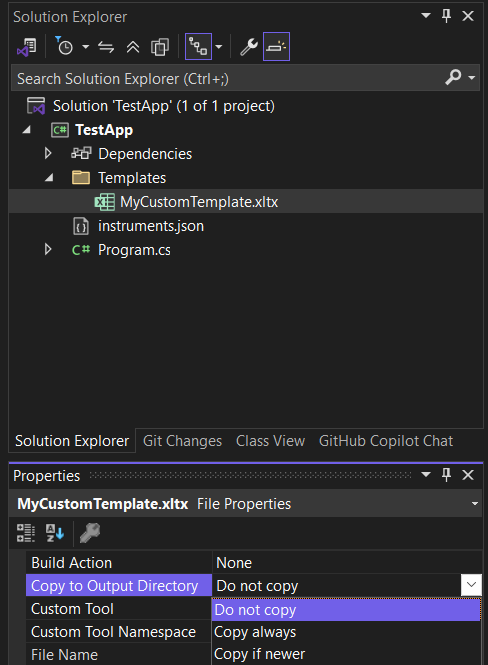 Solution Explorer
Search Solution Explorer (Ctrl+;)
Solution 'TestApp' (1 of 1 project)
C# TestApp
Dependencies
Templates
MyCustomTemplate.xltx
instruments.json
C# Program.cs
Solution Explorer Git Changes Class View GitHub Copilot Chat
Properties
MyCustomTemplate.xltx File Properties
Build Action None
Copy to Output Directory Do not copy
Custom Tool Do not copy
Custom Tool Namespace Copy always
File Name Copy if newer